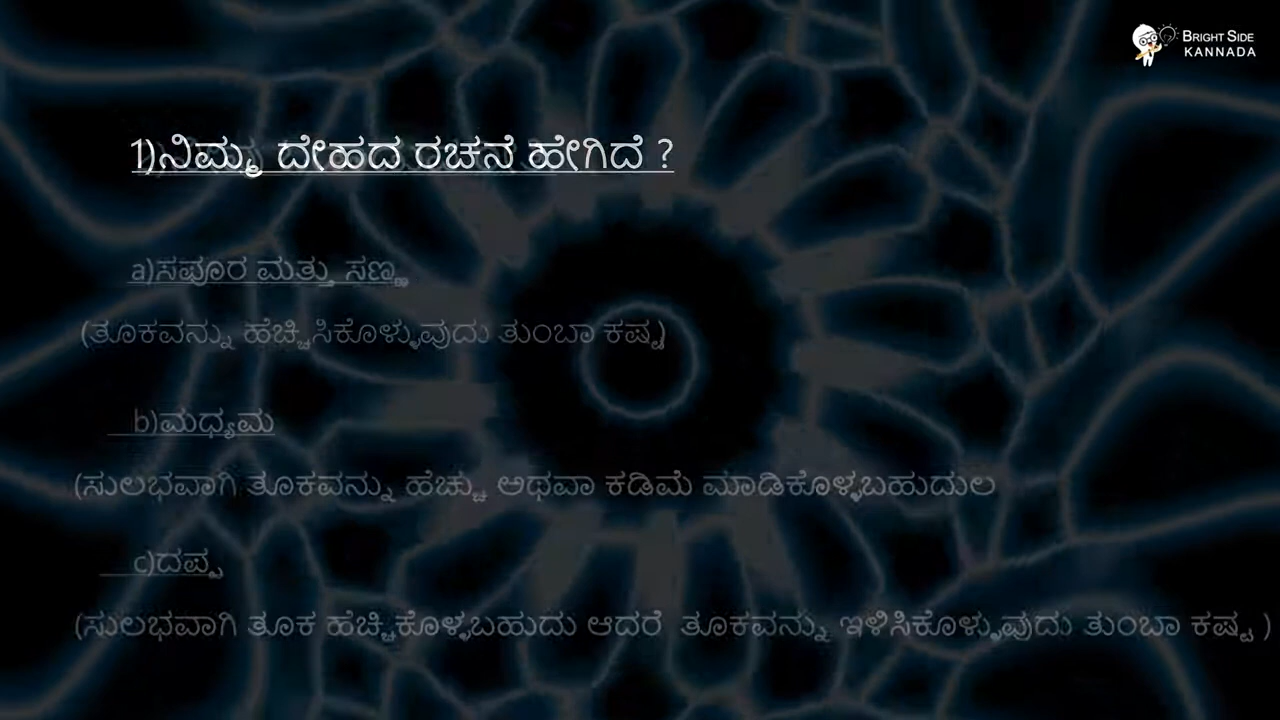 BRIGHT SIDE
KANNADA
1)ನಿಮ್ಮ ದೇಹದ ರಚನೆ ಹೇಗಿದೆ ?
a)ಸಪೂರ ಮತ್ತು ಸಣ್ಣ
(ತೂಕವನ್ನು ಹೆಚ್ಚಿಸಿಕೊಳ್ಳುವುದು ತುಂಬಾ ಕಷ್ಟ)
b)ಮಧ್ಯಮ
(ಸುಲಭವಾಗಿ ತೂಕವನ್ನು ಹೆಚ್ಚು ಅಥವಾ ಕಡಿಮೆ ಮಾಡಿಕೊಳ್ಳಬಹುದುಲ
c)ದಪ್ಪ
(ಸುಲಭವಾಗಿ ತೂಕ ಹೆಚ್ಚಿಕೊಳ್ಳಬಹುದು ಆದರೆ ತೂಕವನ್ನು ಇಳಿಸಿಕೊಳ್ಳುವುದು ತುಂಬಾ ಕಷ್ಟ )